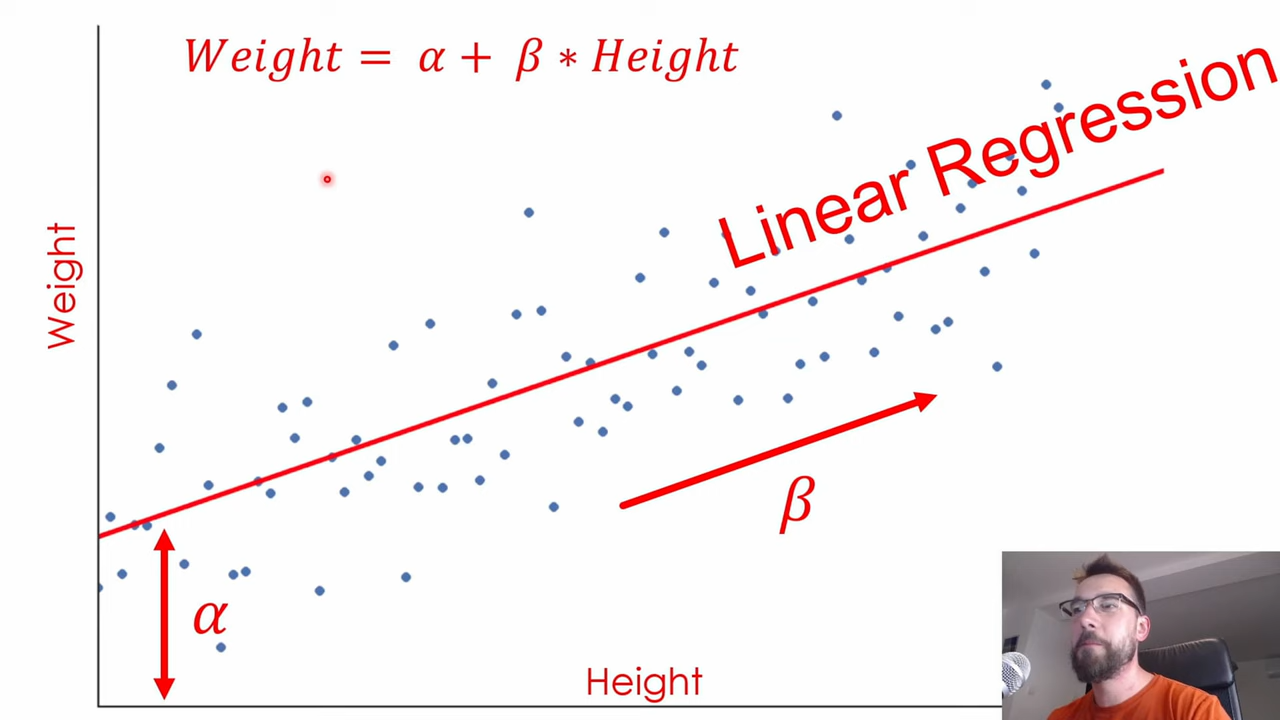 Weight = α + β * Height
Linear Regression
Weight
β
α
Height